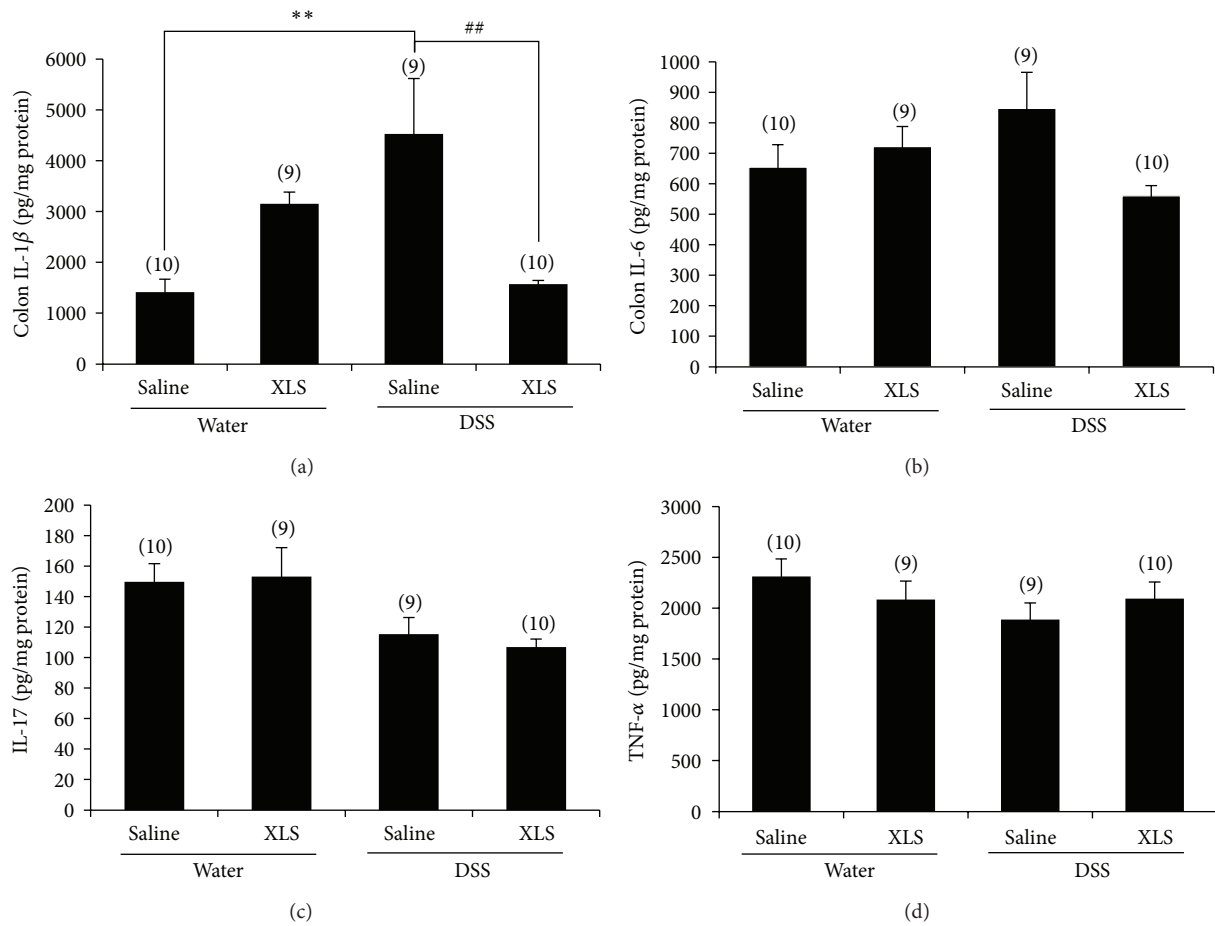 ** ##
Colon IL-1β (pg/mg protein)
6000
5000
4000
3000
2000
1000
0
(10) (9) (9) (10)
Saline XLS Saline XLS
Water DSS
(a)
Colon IL-6 (pg/mg protein)
1000
900
800
700
600
500
400
300
200
100
0
(10) (9) (9) (10)
Saline XLS Saline XLS
Water DSS
(b)
IL-17 (pg/mg protein)
200
180
160
140
120
100
80
60
40
20
0
(10) (9) (9) (10)
Saline XLS Saline XLS
Water DSS
(c)
TNF-α (pg/mg protein)
3000
2500
2000
1500
1000
500
0
(10) (9) (9) (10)
Saline XLS Saline XLS
Water DSS
(d)